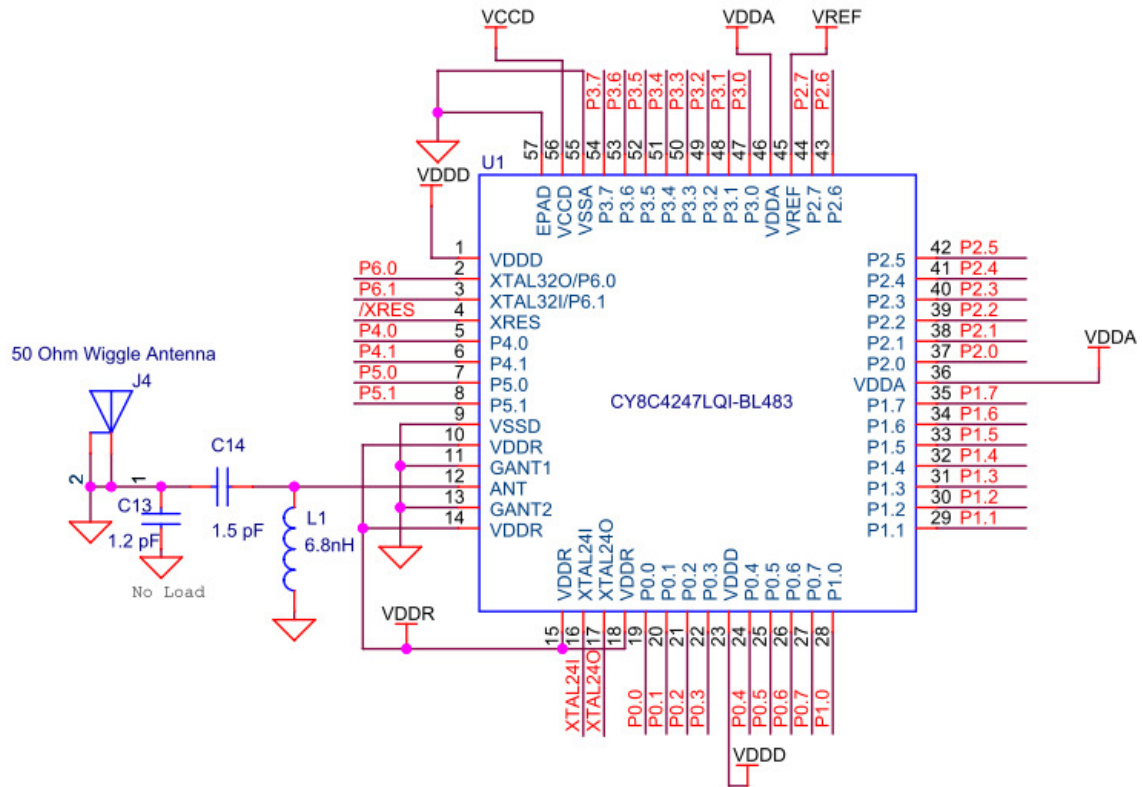 VCCD
VDDA
VREF
P3.7
P3.6
P3.5
P3.4
P3.3
P3.2
P3.1
P3.0
P2.7
P2.6
57
56
55
54
53
52
51
50
49
48
47
46
45
44
43
U1
VDDD
EPAD
VCCD
VSSA
P3.7
P3.6
P3.5
P3.4
P3.3
P3.2
P3.1
P3.0
VDDA
VREF
P2.7
P2.6
1 VDDD
P6.0 2 XTAL32O/P6.0
P6.1 3 XTAL32I/P6.1
/XRES 4 XRES
P4.0 5 P4.0
P4.1 6 P4.1
P5.0 7 P5.0
P5.1 8 P5.1
9 VSSD
10 VDDR
11 GANT1
12 ANT
13 GANT2
14 VDDR
CY8C4247LQI-BL483
P2.5 42 P2.5
P2.4 41 P2.4
P2.3 40 P2.3
P2.2 39 P2.2
P2.1 38 P2.1
P2.0 37 P2.0
VDDA 36
VDDA
P1.7 35 P1.7
P1.6 34 P1.6
P1.5 33 P1.5
P1.4 32 P1.4
P1.3 31 P1.3
P1.2 30 P1.2
P1.1 29 P1.1
50 Ohm Wiggle Antenna
J4
2
1
C14
1.5 pF
C13
1.2 pF
No Load
L1
6.8nH
VDDR
VDDR
XTAL24I
XTAL24O
VDDR
P0.0
P0.1
P0.2
P0.3
VDDD
P0.4
P0.5
P0.6
P0.7
P1.0
15
16
17
18
19
20
21
22
23
24
25
26
27
28
XTAL24I
XTAL24O
P0.0
P0.1
P0.2
P0.3
P0.4
P0.5
P0.6
P0.7
P1.0
VDDD